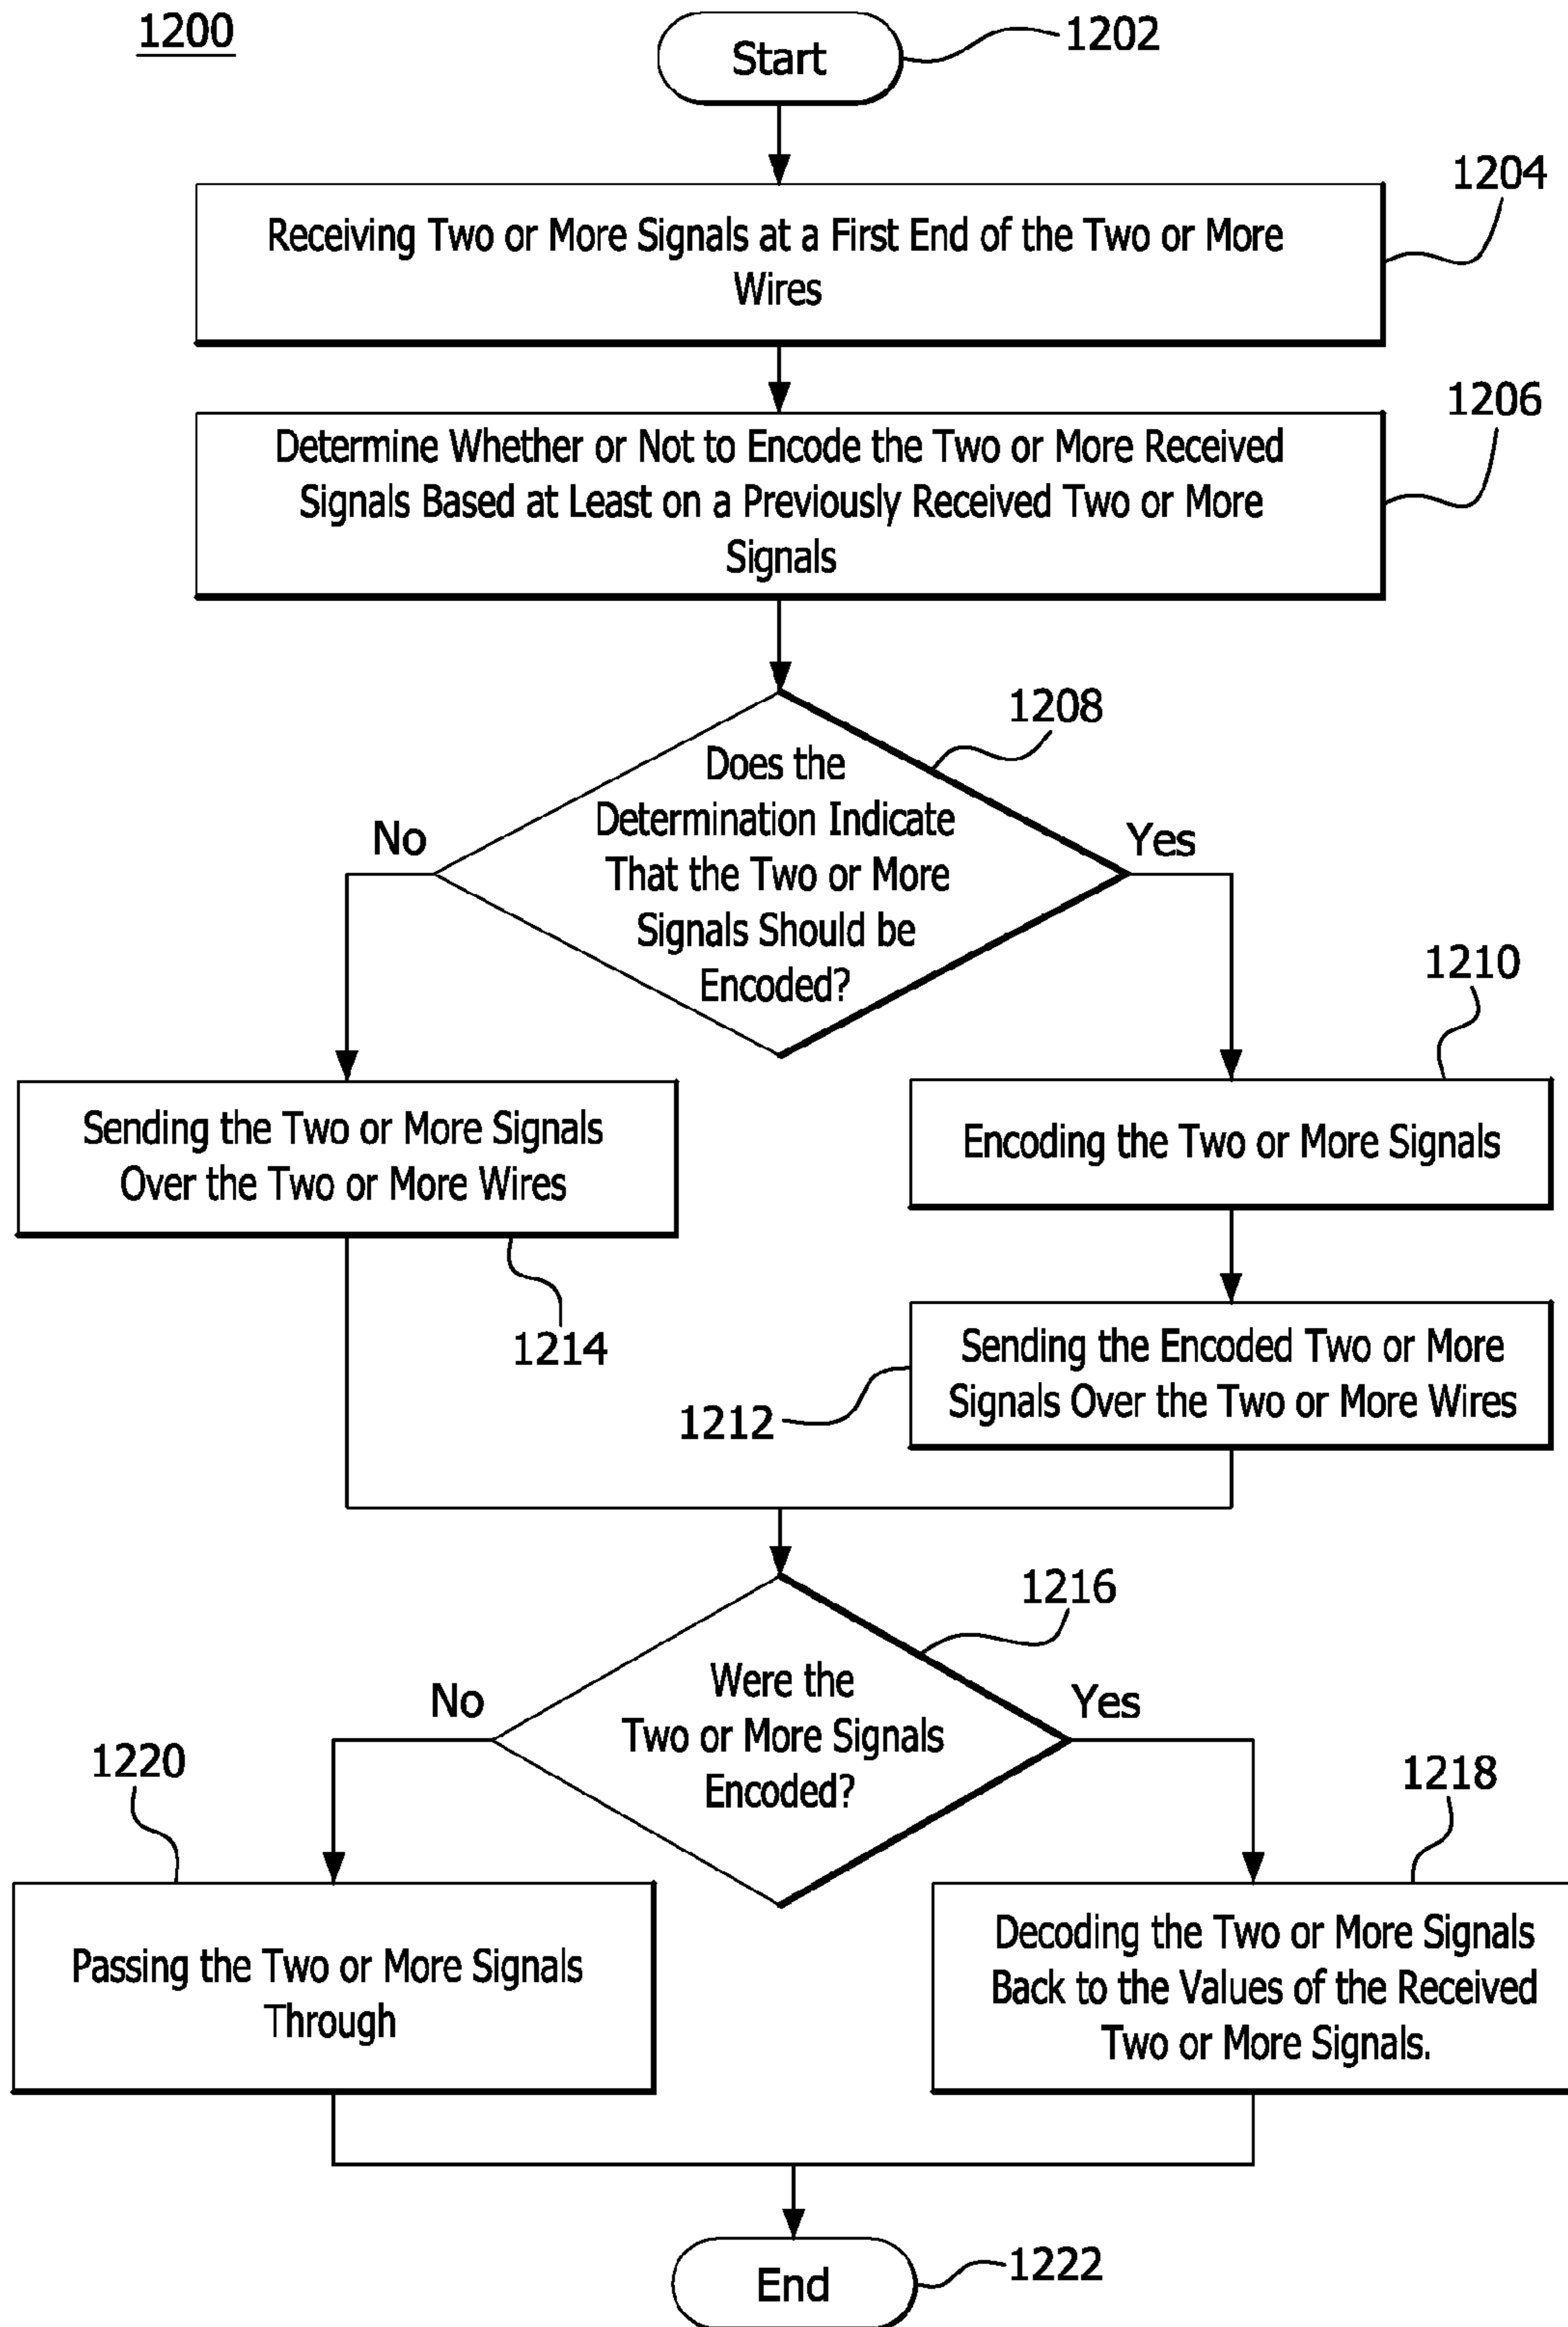 1200
Start
1202
1204
Receiving Two or More Signals at a First End of the Two or More
Wires
1206
Determine Whether or Not to Encode the Two or More Received
Signals Based at Least on a Previously Received Two or More
Signals
1208
Does the
Determination Indicate
That the Two or More
Signals Should be
Encoded?
No
Yes
1210
Sending the Two or More Signals
Over the Two or More Wires
1214
Encoding the Two or More Signals
Sending the Encoded Two or More
Signals Over the Two or More Wires
1212
1216
Were the
Two or More Signals
Encoded?
No
Yes
1220
1218
Passing the Two or More Signals
Through
Decoding the Two or More Signals
Back to the Values of the Received
Two or More Signals.
End
1222